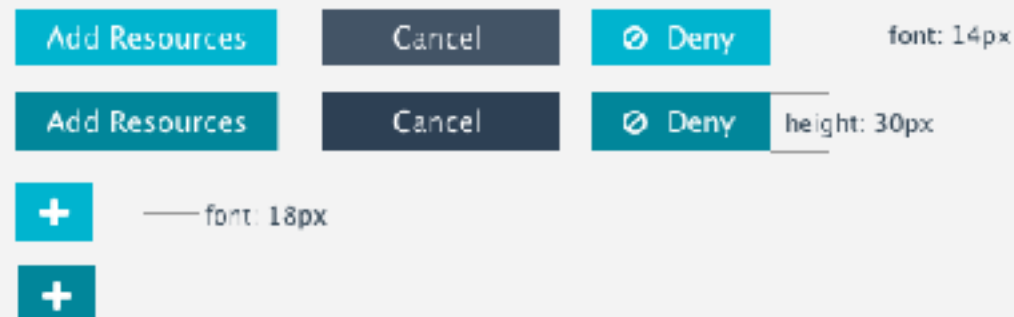 Add Resources Cancel Deny font: 14px
Add Resources Cancel Deny height: 30px
font: 18px